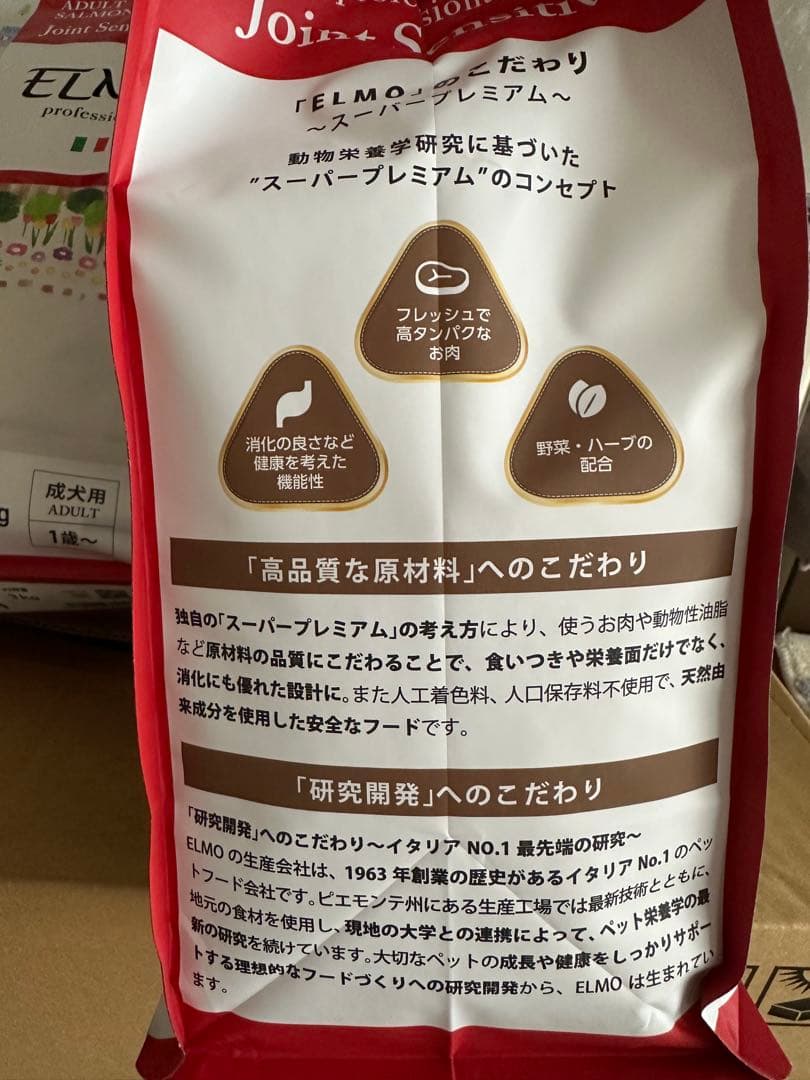 ADULT
SALMON
Joint Sen
ELM
professi
成犬用
ADULT
1歳～
Joint Sensitiv
「ELMO」のこだわり
～スーパープレミアム～
動物栄養学研究に基づいた
"スーパープレミアム"のコンセプト
フレッシュで
高タンパクな
お肉
消化の良さなど
健康を考えた
機能性
野菜・ハーブの
配合
「高品質な原材料」へのこだわり
独自の「スーパープレミアム」の考え方により、使うお肉や動物性油脂
など原材料の品質にこだわることで、食いつきや栄養面だけでなく、
消化にも優れた設計に。また人工着色料、人口保存料不使用で、天然由
来成分を使用した安全なフードです。
「研究開発」へのこだわり
「研究開発」へのこだわり～イタリア NO.1 最先端の研究～
ELMO の生産会社は、1963 年創業の歴史があるイタリア No.1 のペッ
トフード会社です。ピエモンテ州にある生産工場では最新技術とともに、
地元の食材を使用し、現地の大学との連携によって、ペット栄養学の最
新の研究を続けています。大切なペットの成長や健康をしっかりサポー
トする理想的なフードづくりへの研究開発から、ELMO は生まれてい
ます。